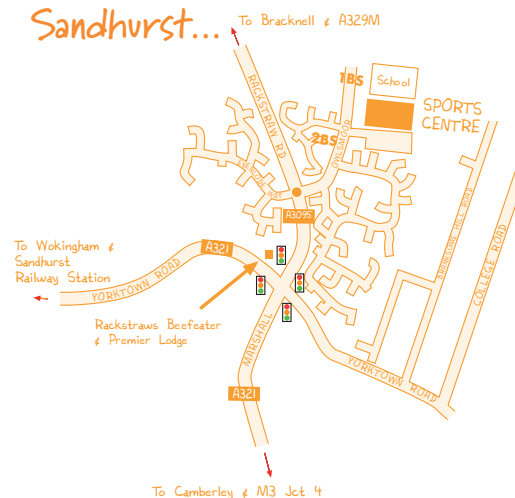 Sandhurst...
To Bracknell & A329M
1BS
School
SPORTS
CENTRE
RACKSTRAW RD
2BS
OWLSMOOR
A3095
To Wokingham &
Sandhurst
Railway Station
A321
YORKTOWN ROAD
Rackstraws Beefeater
& Premier Lodge
MARSHALL
A321
YORKTOWN ROAD
COLLEGE ROAD
To Camberley & M3 Jct 4